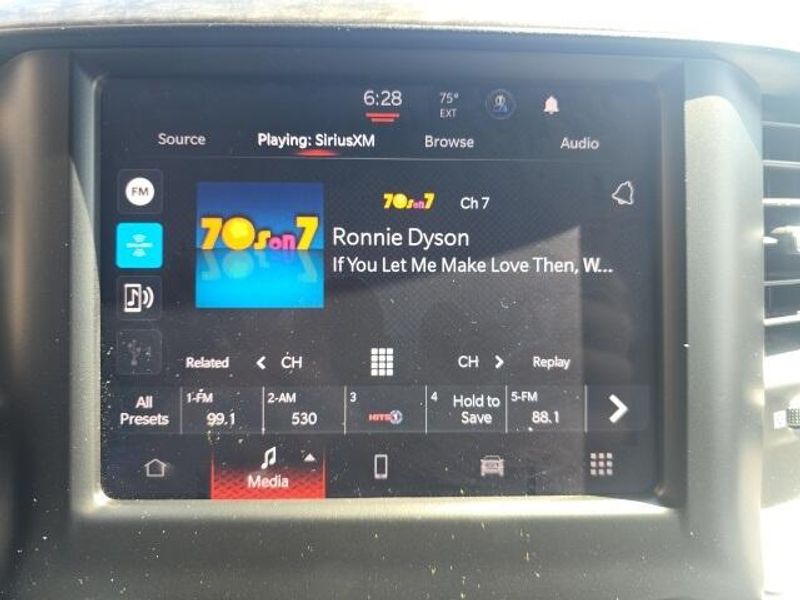 6:28 75° EXT
Source Playing: SiriusXM Browse Audio
FM
70s on 7 70s on 7 Ch 7
Ronnie Dyson
If You Let Me Make Love Then, W...
Related CH CH Replay
All Presets 1-FM 99.1 2-AM 530 3 HITS 1 4 Hold to Save 5-FM 88.1
Media